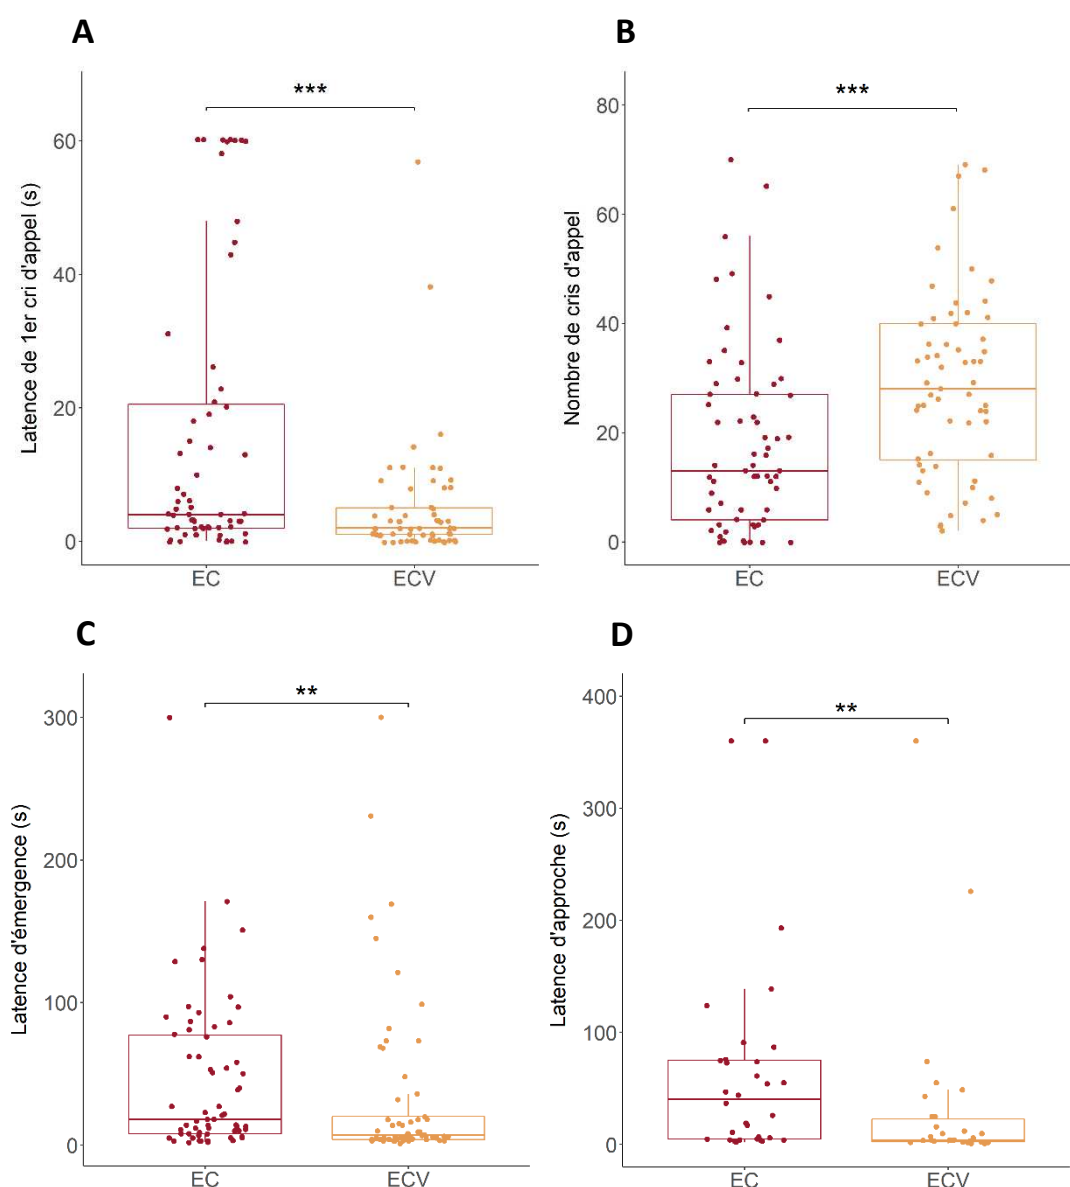 A
***
Latence de 1er cri d'appel (s)
60
40
20
0
EC
ECV
B
***
Nombre de cris d'appel
80
60
40
20
0
EC
ECV
C
**
Latence d'émergence (s)
300
200
100
0
EC
ECV
D
**
Latence d'approche (s)
400
300
200
100
0
EC
ECV